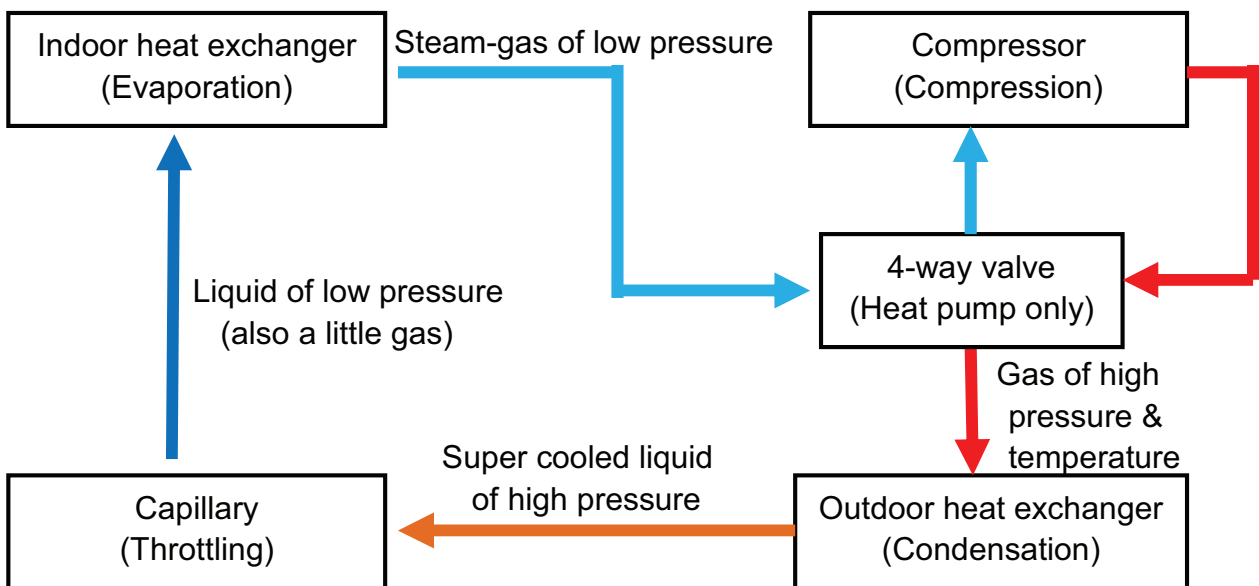 Indoor heat exchanger
(Evaporation)
Steam-gas of low pressure
Compressor
(Compression)
4-way valve
(Heat pump only)
Liquid of low pressure
(also a little gas)
Gas of high
pressure &
temperature
Super cooled liquid
of high pressure
Capillary
(Throttling)
Outdoor heat exchanger
(Condensation)